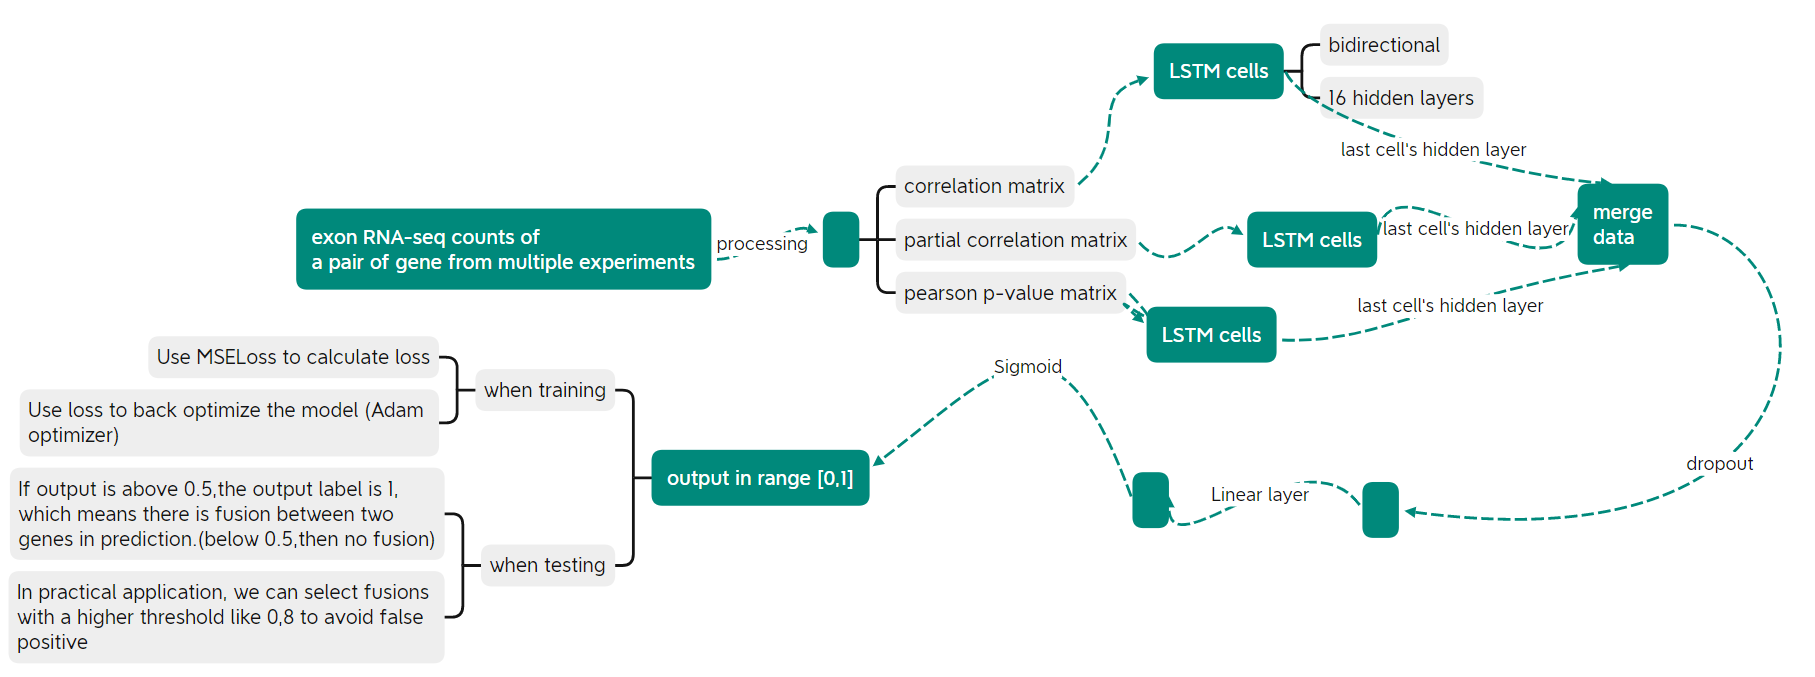 bidirectional
LSTM cells
16 hidden layers
last cell's hidden layer
correlation matrix
exon RNA-seq counts of
a pair of gene from multiple experiments
processing
partial correlation matrix
LSTM cells
last cell's hidden layer
merge
data
pearson p-value matrix
last cell's hidden layer
LSTM cells
Use MSELoss to calculate loss
when training
Use loss to back optimize the model (Adam
optimizer)
Sigmoid
dropout
output in range [0,1]
Linear layer
If output is above 0.5,the output label is 1,
which means there is fusion between two
genes in prediction.(below 0.5,then no fusion)
when testing
In practical application, we can select fusions
with a higher threshold like 0,8 to avoid false
positive